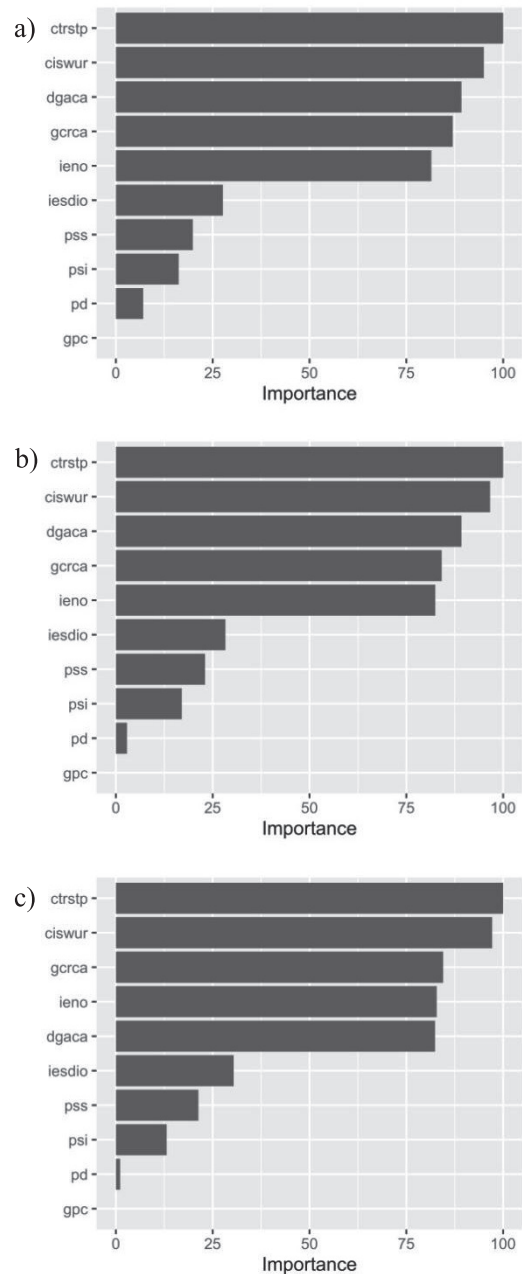 a)
ctrstp
ciswur
dgaca
gcrca
ieno
iesdio
pss
psi
pd
gpc
0 25 50 75 100
Importance
b)
ctrstp
ciswur
dgaca
gcrca
ieno
iesdio
pss
psi
pd
gpc
0 25 50 75 100
Importance
c)
ctrstp
ciswur
gcrca
ieno
dgaca
iesdio
pss
psi
pd
gpc
0 25 50 75 100
Importance